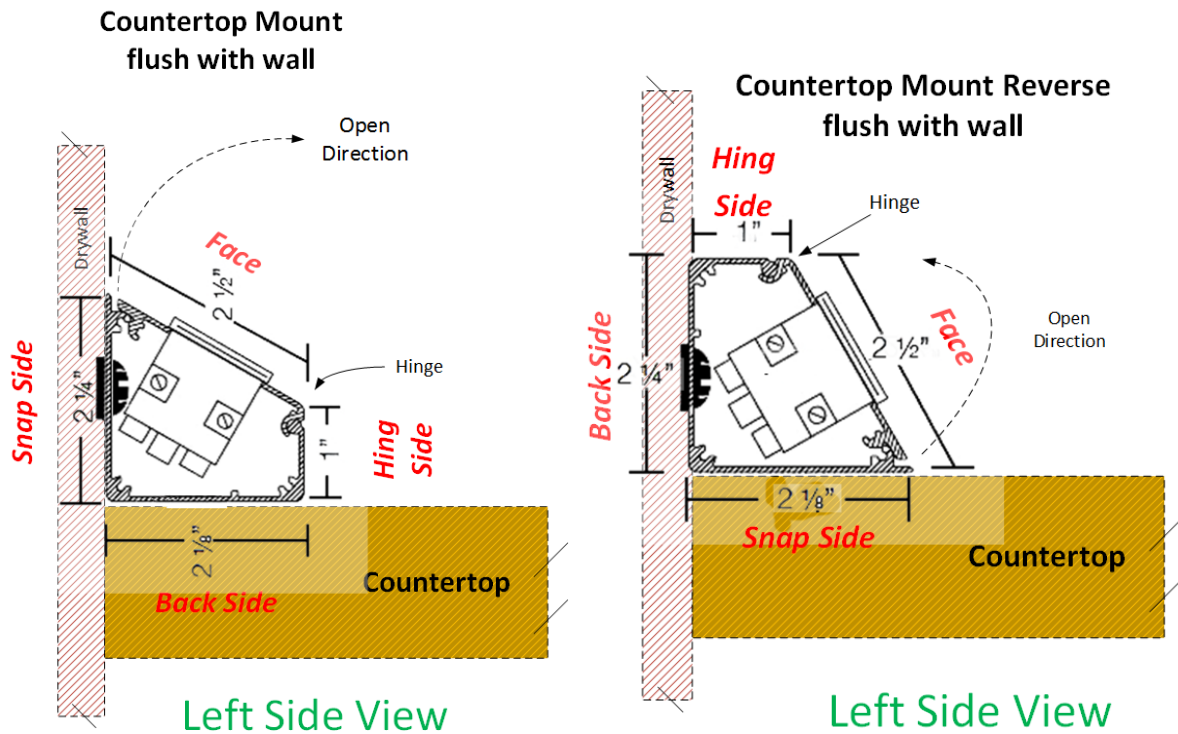 Countertop Mount
flush with wall
Open
Direction
Drywall
Face
2 ½”
Hinge
Snap Side
2 ¼”
Hing
Side
1”
2 ⅛”
Back Side
Countertop
Left Side View
Countertop Mount Reverse
flush with wall
Drywall
Hing
Side
1”
Hinge
Back Side
2 ¼”
Face
2 ½”
Open
Direction
2 ⅛”
Snap Side
Countertop
Left Side View